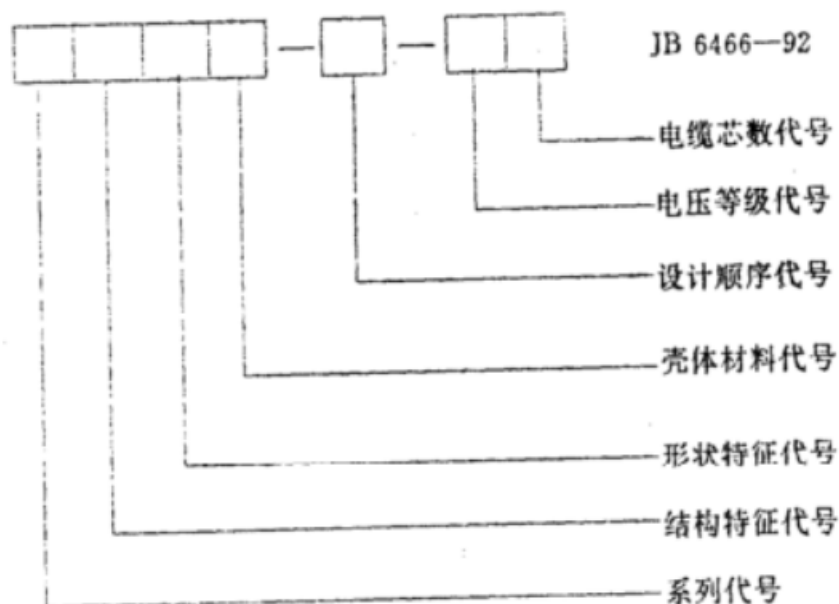 JB 6466—92
电缆芯数代号
电压等级代号
设计顺序代号
壳体材料代号
形状特征代号
结构特征代号
系列代号